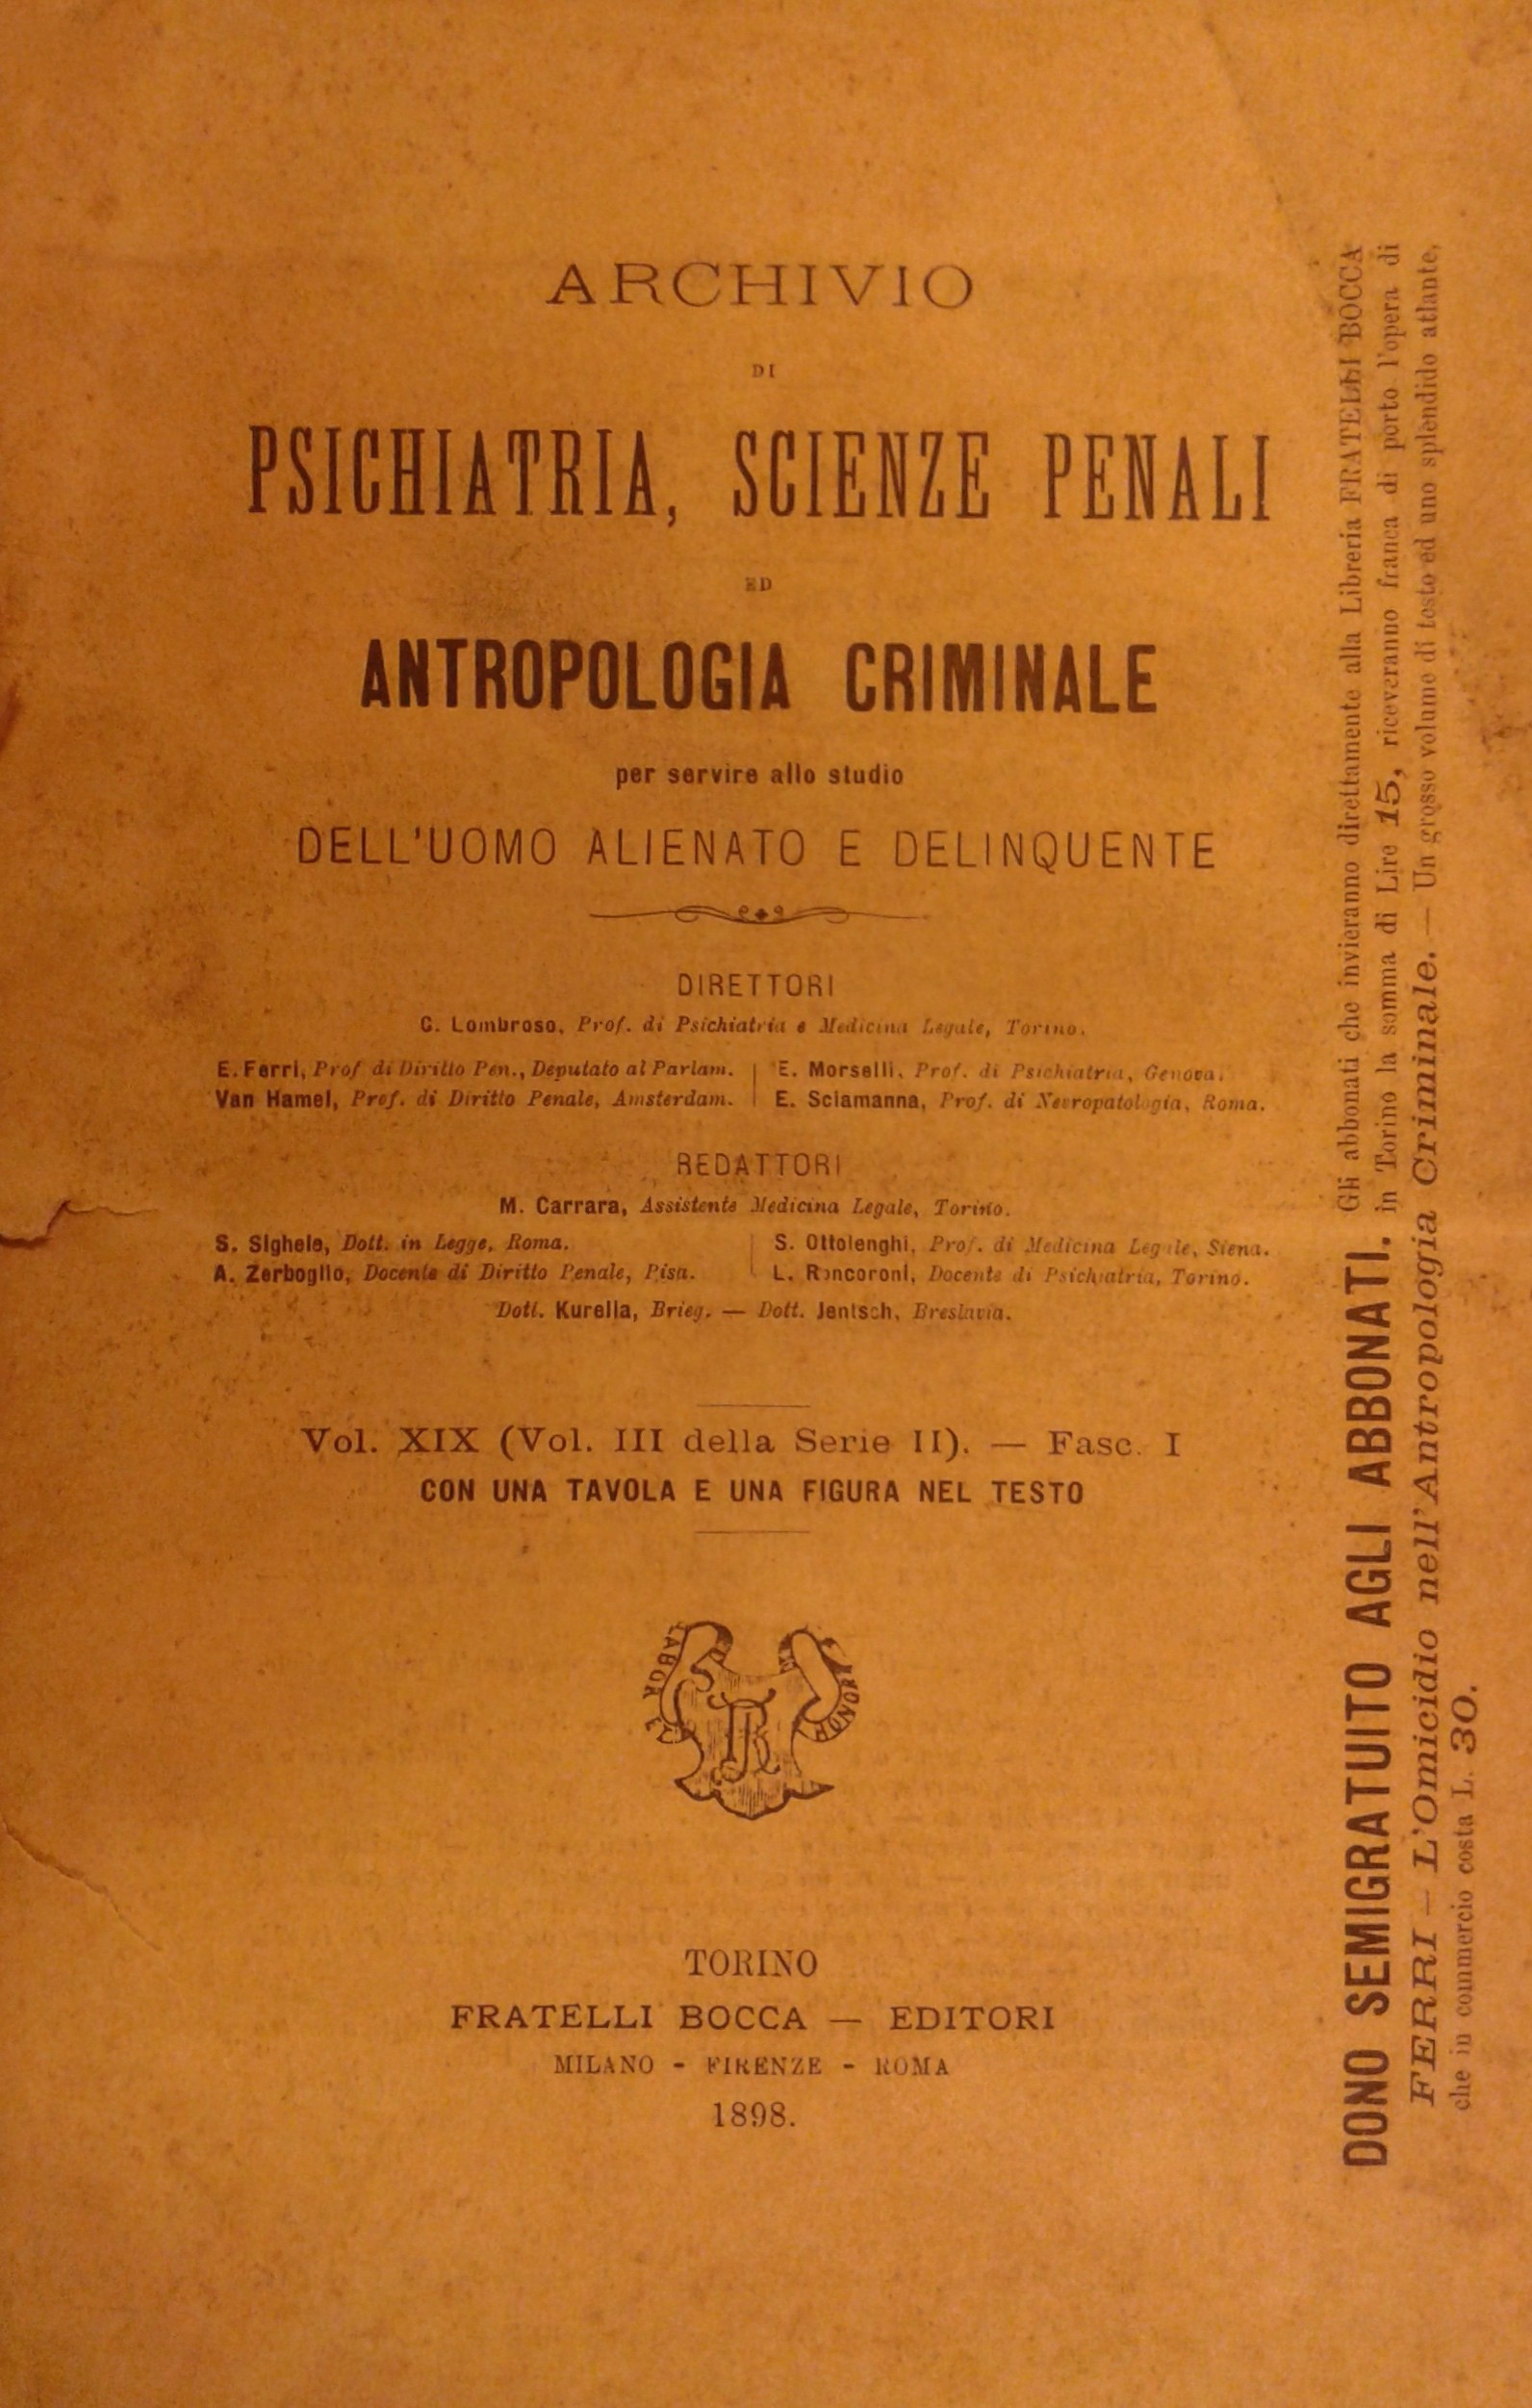 ARCHIVIO
DI
PSICHIATRIA, SCIENZE PENALI
ED
ANTROPOLOGIA CRIMINALE
per servire allo studio
DELL'UOMO ALIENATO E DELINQUENTE
DIRETTORI
C. Lombroso, Prof. di Psichiatria e Medicina Legale, Torino.
E. Ferri, Prof di Diritto Pen., Deputato al Parlam.
Van Hamel, Prof. di Diritto Penale, Amsterdam.
E. Morselli, Prof. di Psichiatria, Genova.
E. Sciamanna, Prof. di Nevropatologia, Roma.
REDATTORI
M. Carrara, Assistente Medicina Legale, Torino.
S. Sighele, Dott. in Legge, Roma.
A. Zerboglio, Docente di Diritto Penale, Pisa.
S. Ottolenghi, Prof. di Medicina Legale, Siena.
L. Roncoroni, Docente di Psichiatria, Torino.
Dott. Kurella, Brieg. — Dott. Jentsch, Breslavia.
Vol. XIX (Vol. III della Serie II). — Fasc. I
CON UNA TAVOLA E UNA FIGURA NEL TESTO
LABOR ET HONOR
TORINO
FRATELLI BOCCA — EDITORI
MILANO - FIRENZE - ROMA
1898.
DONO SEMIGRATUITO AGLI ABBONATI. Gli abbonati che invieranno direttamente alla Libreria FRATELLI BOCCA
in Torino la somma di Lire 15, riceveranno franca di porto l'opera di
FERRI — L'Omicidio nell'Antropologia Criminale. — Un grosso volume di testo ed uno splendido atlante,
che in commercio costa L. 30.